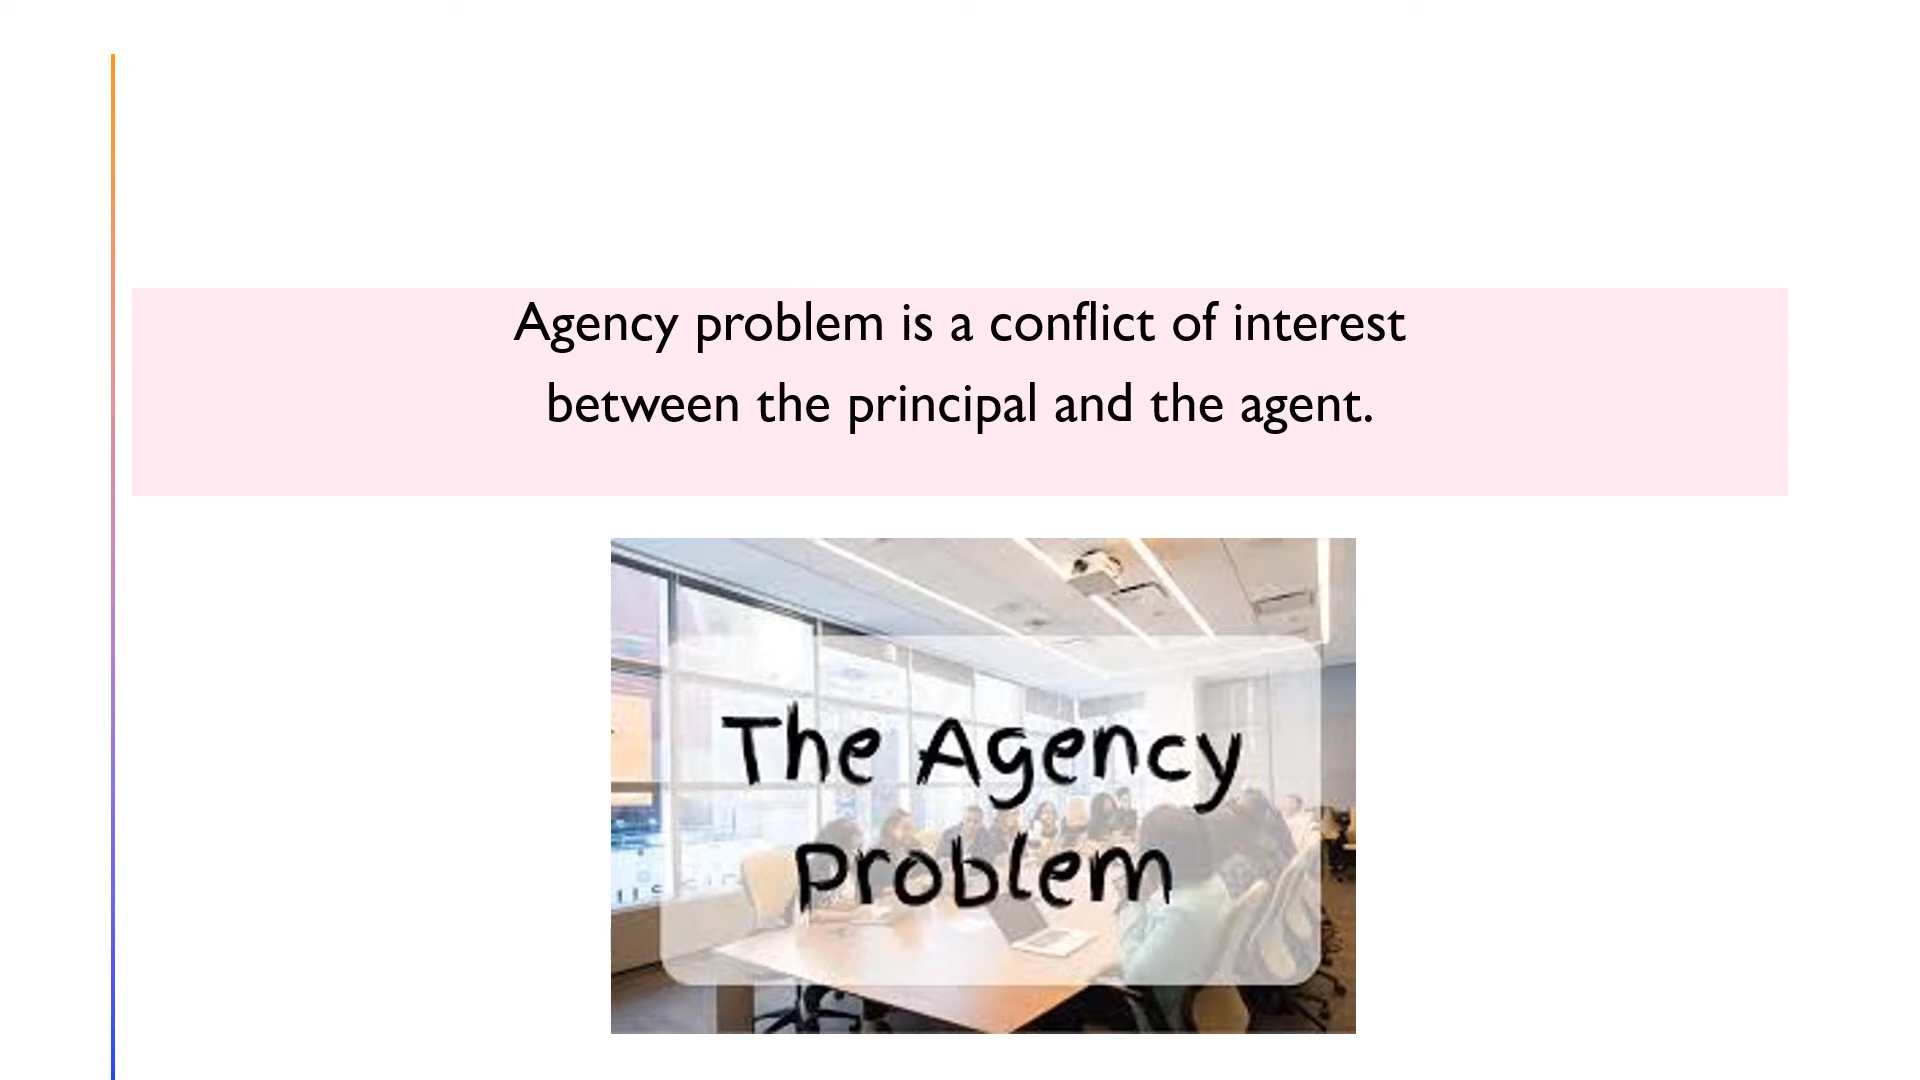 Agency problem is a conflict of interest
between the principal and the agent.
The Agency
Problem